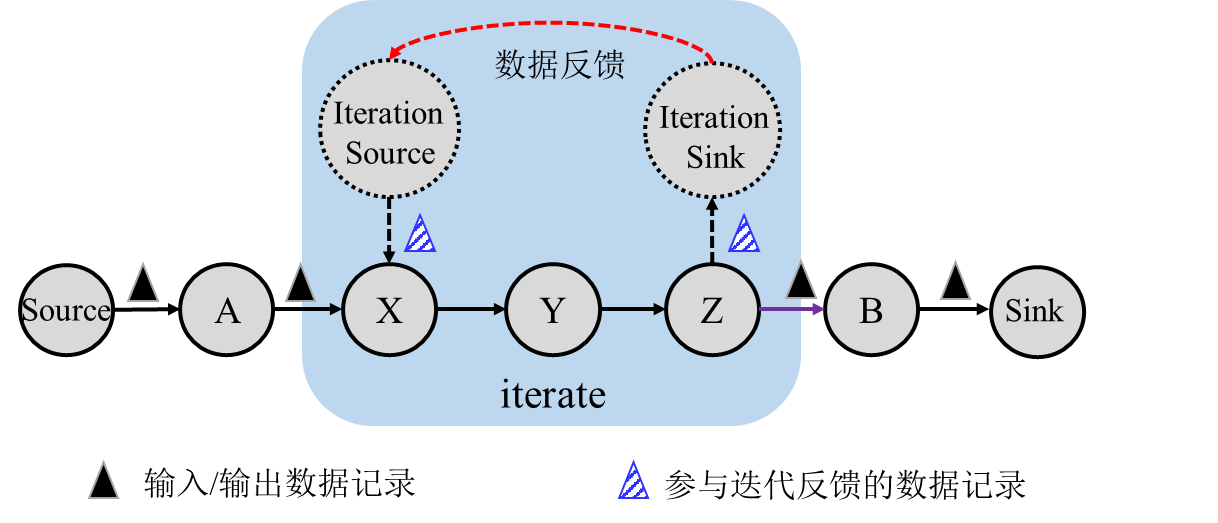 数据反馈
Iteration
Source
Iteration
Sink
Source
A
X
Y
Z
B
Sink
iterate
输入/输出数据记录
参与迭代反馈的数据记录